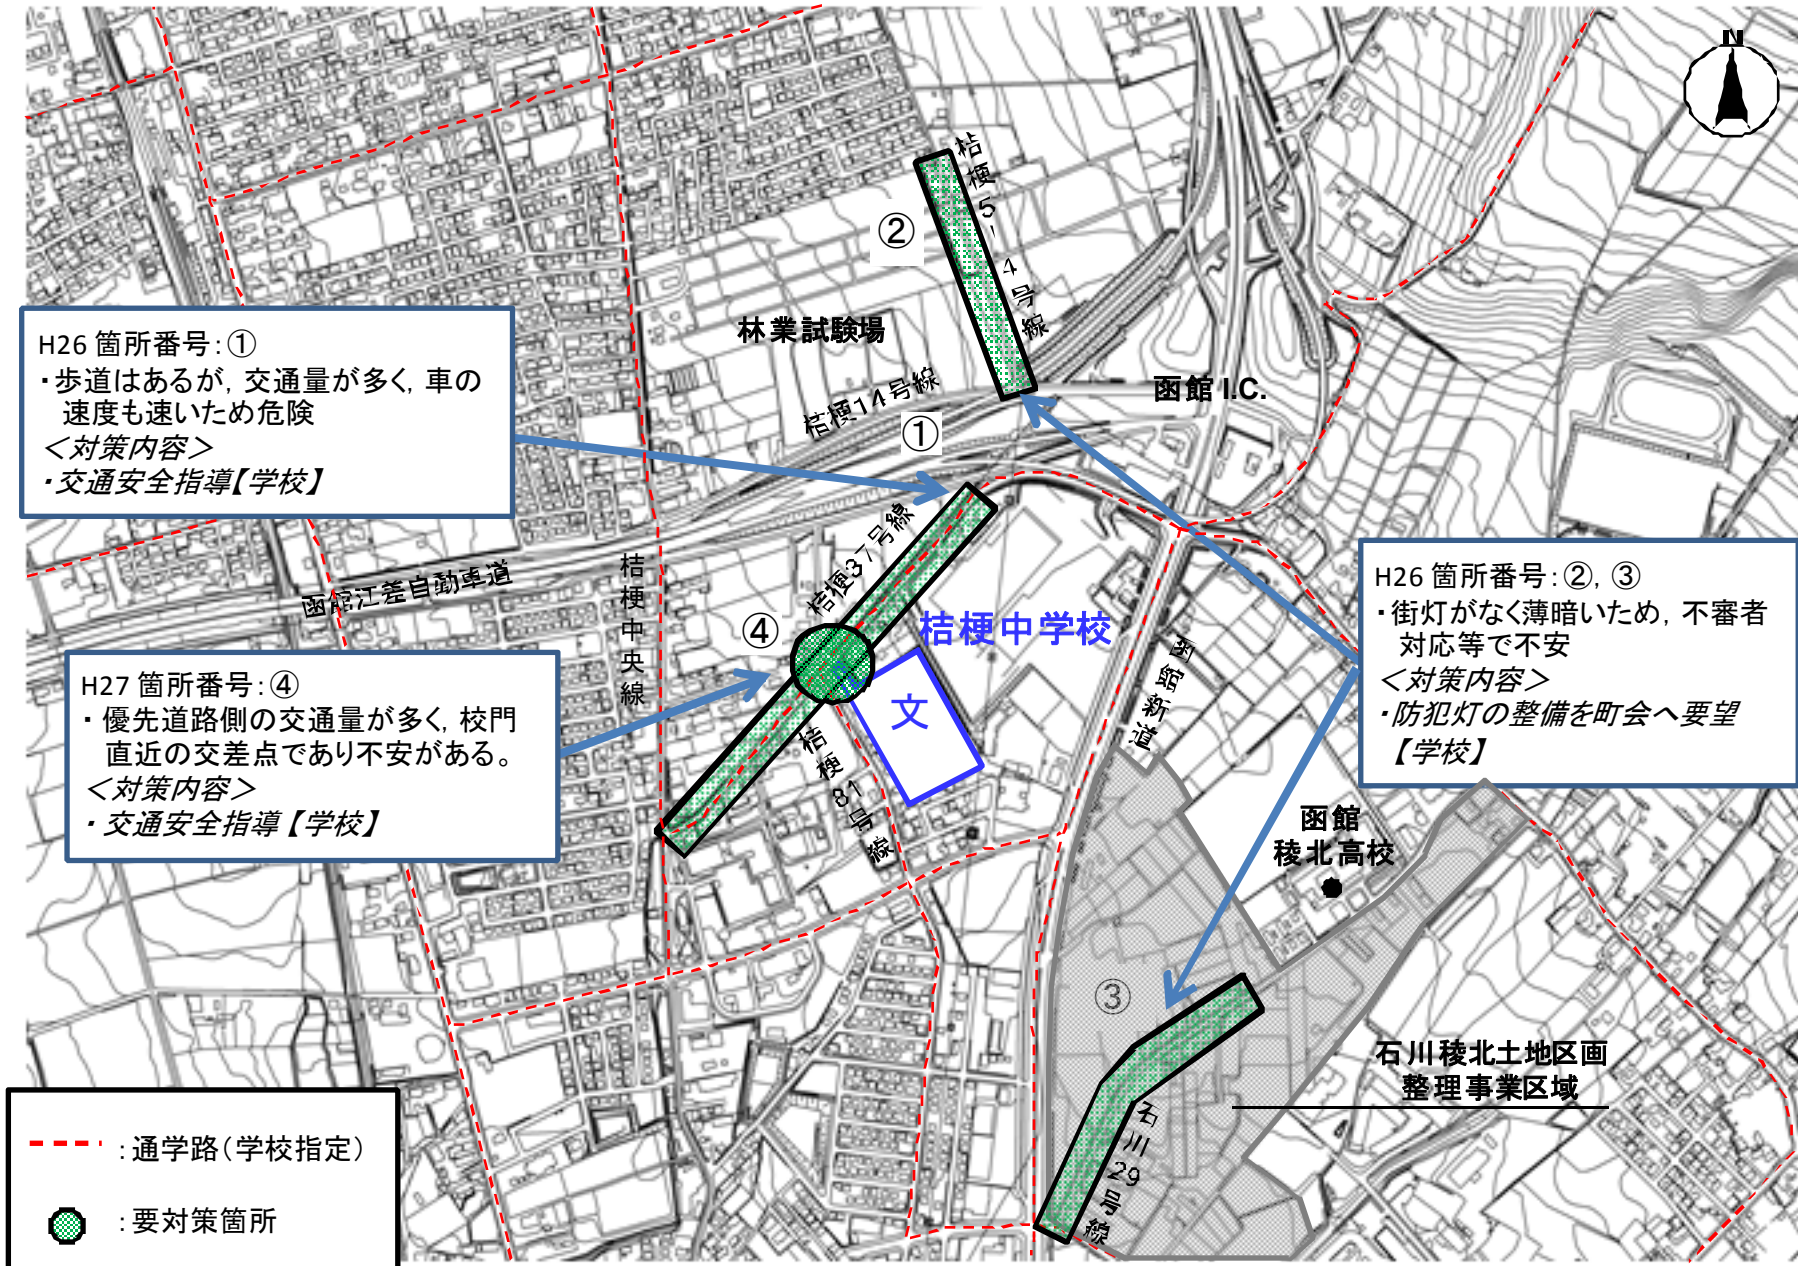 N
桔梗5-4号線
②
林業試験場
桔梗14号線
函館 I.C.
①
H26 箇所番号:①
・歩道はあるが, 交通量が多く, 車の
速度も速いため危険
<対策内容>
・交通安全指導【学校】
桔梗37号線
函館江差自動車道
桔梗中央線
④
桔梗中学校
文
函館新道
H26 箇所番号:②, ③
・街灯がなく薄暗いため, 不審者
対応等で不安
<対策内容>
・防犯灯の整備を町会へ要望
【学校】
H27 箇所番号:④
・ 優先道路側の交通量が多く, 校門
直近の交差点であり不安がある。
<対策内容>
・ 交通安全指導【学校】
桔梗81号線
函館
稜北高校
③
石川稜北土地区画
整理事業区域
石川29号線
:通学路(学校指定)
:要対策箇所